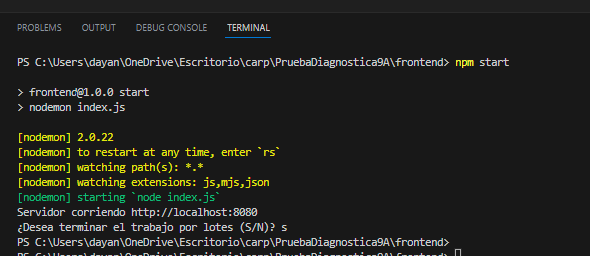 PROBLEMS OUTPUT DEBUG CONSOLE TERMINAL
PS C:\Users\dayan\OneDrive\Escritorio\carp\PruebaDiagnostica9A\frontend> npm start
> frontend@1.0.0 start
> nodemon index.js
[nodemon] 2.0.22
[nodemon] to restart at any time, enter `rs`
[nodemon] watching path(s): *.*
[nodemon] watching extensions: js,mjs,json
[nodemon] starting `node index.js`
Servidor corriendo http://localhost:8080
¿Desea terminar el trabajo por lotes (S/N)? s
PS C:\Users\dayan\OneDrive\Escritorio\carp\PruebaDiagnostica9A\frontend>
PS C:\Users\dayan\OneDrive\Escritorio\carp\PruebaDiagnostica9A\frontend>